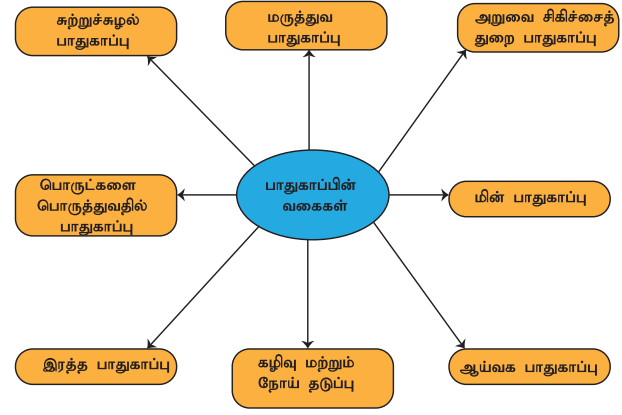 சுற்றுச்சுழல்
பாதுகாப்பு
மருத்துவ
பாதுகாப்பு
அறுவை சிகிச்சைத்
துறை பாதுகாப்பு
பொருட்களை
பொருத்துவதில்
பாதுகாப்பு
பாதுகாப்பின்
வகைகள்
மின் பாதுகாப்பு
இரத்த பாதுகாப்பு
கழிவு மற்றும்
நோய் தடுப்பு
ஆய்வக பாதுகாப்பு